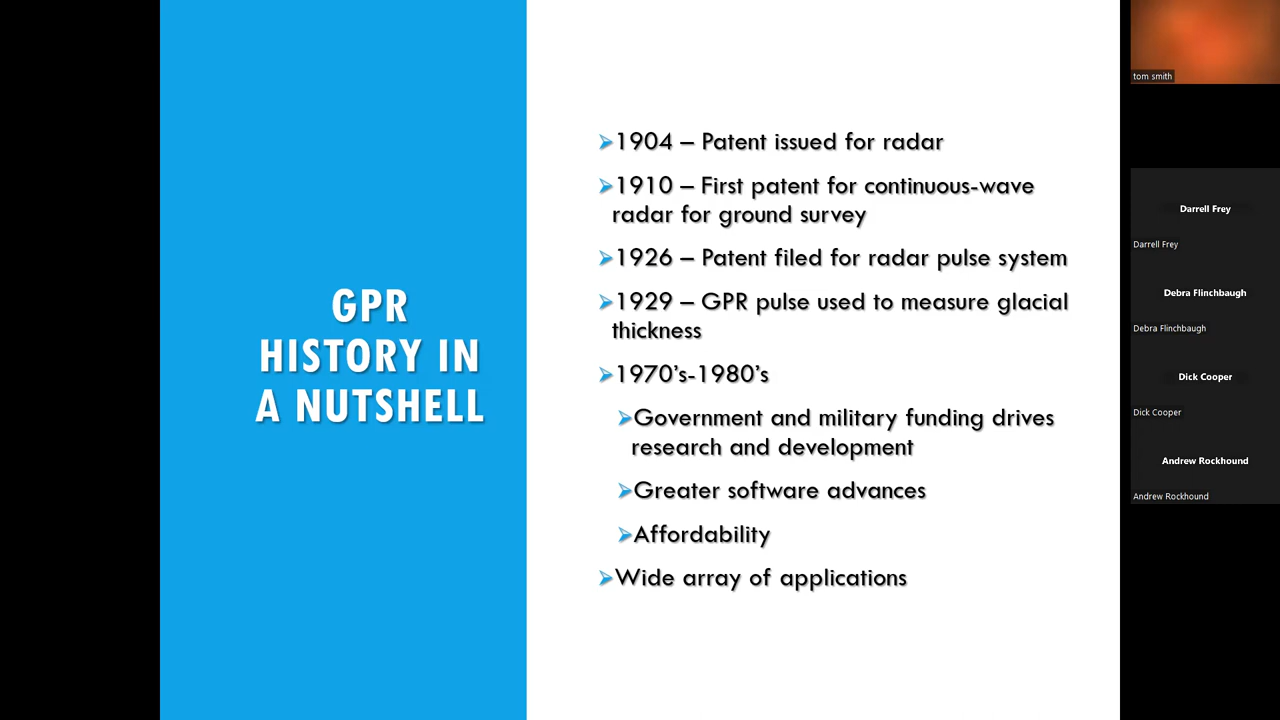 GPR
HISTORY IN
A NUTSHELL
➢1904 – Patent issued for radar
➢1910 – First patent for continuous-wave
radar for ground survey
➢1926 – Patent filed for radar pulse system
➢1929 – GPR pulse used to measure glacial
thickness
➢1970’s-1980’s
➢Government and military funding drives
research and development
➢Greater software advances
➢Affordability
➢Wide array of applications
tom smith
Darrell Frey
Darrell Frey
Debra Flinchbaugh
Debra Flinchbaugh
Dick Cooper
Dick Cooper
Andrew Rockhound
Andrew Rockhound